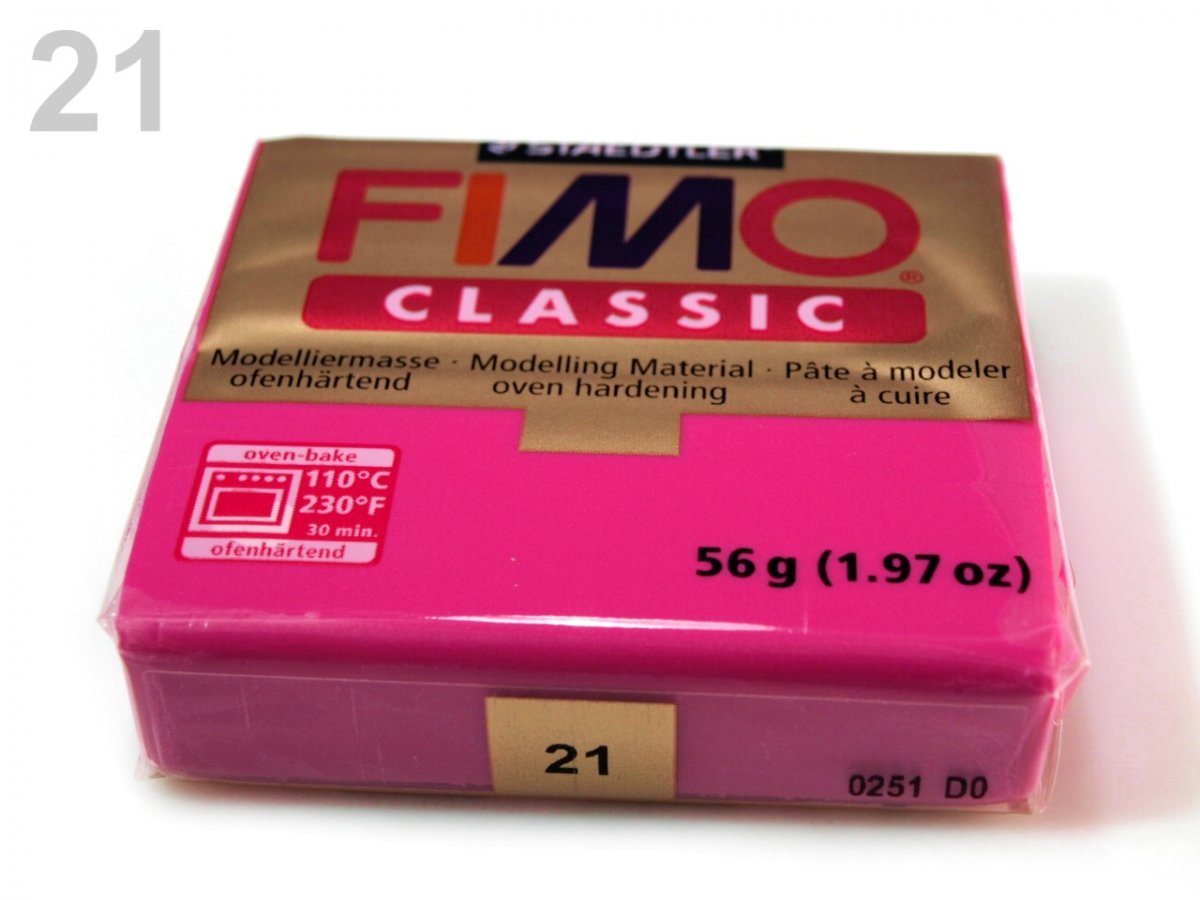 21
STAEDTLER
FIMO®
CLASSIC
Modelliermasse · Modelling Material · Pâte à modeler
ofenhärtend oven hardening à cuire
oven-bake
110°C
230°F
30 min.
ofenhärtend
56 g (1.97 oz)
21
0251 D0